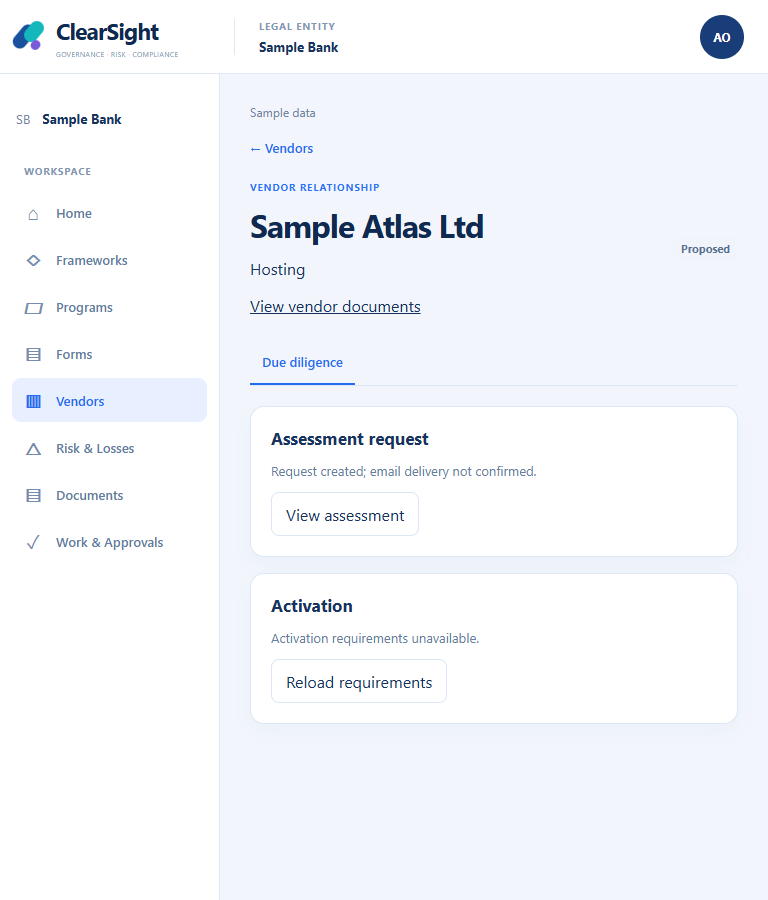 ClearSight
GOVERNANCE · RISK · COMPLIANCE
LEGAL ENTITY
Sample Bank
AO
SB Sample Bank
WORKSPACE
Home
Frameworks
Programs
Forms
Vendors
Risk & Losses
Documents
Work & Approvals
Sample data
← Vendors
VENDOR RELATIONSHIP
Sample Atlas Ltd
Proposed
Hosting
View vendor documents
Due diligence
Assessment request
Request created; email delivery not confirmed.
View assessment
Activation
Activation requirements unavailable.
Reload requirements